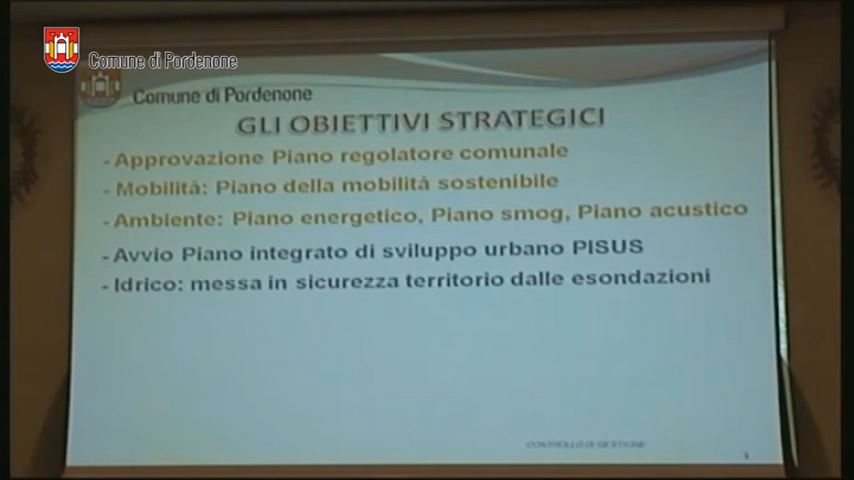 Comune di Pordenone
Comune di Pordenone
GLI OBIETTIVI STRATEGICI
- Approvazione Piano regolatore comunale
- Mobilità: Piano della mobilità sostenibile
- Ambiente: Piano energetico, Piano smog, Piano acustico
- Avvio Piano integrato di sviluppo urbano PISUS
- Idrico: messa in sicurezza territorio dalle esondazioni
CONTROLLO DI GESTIONE